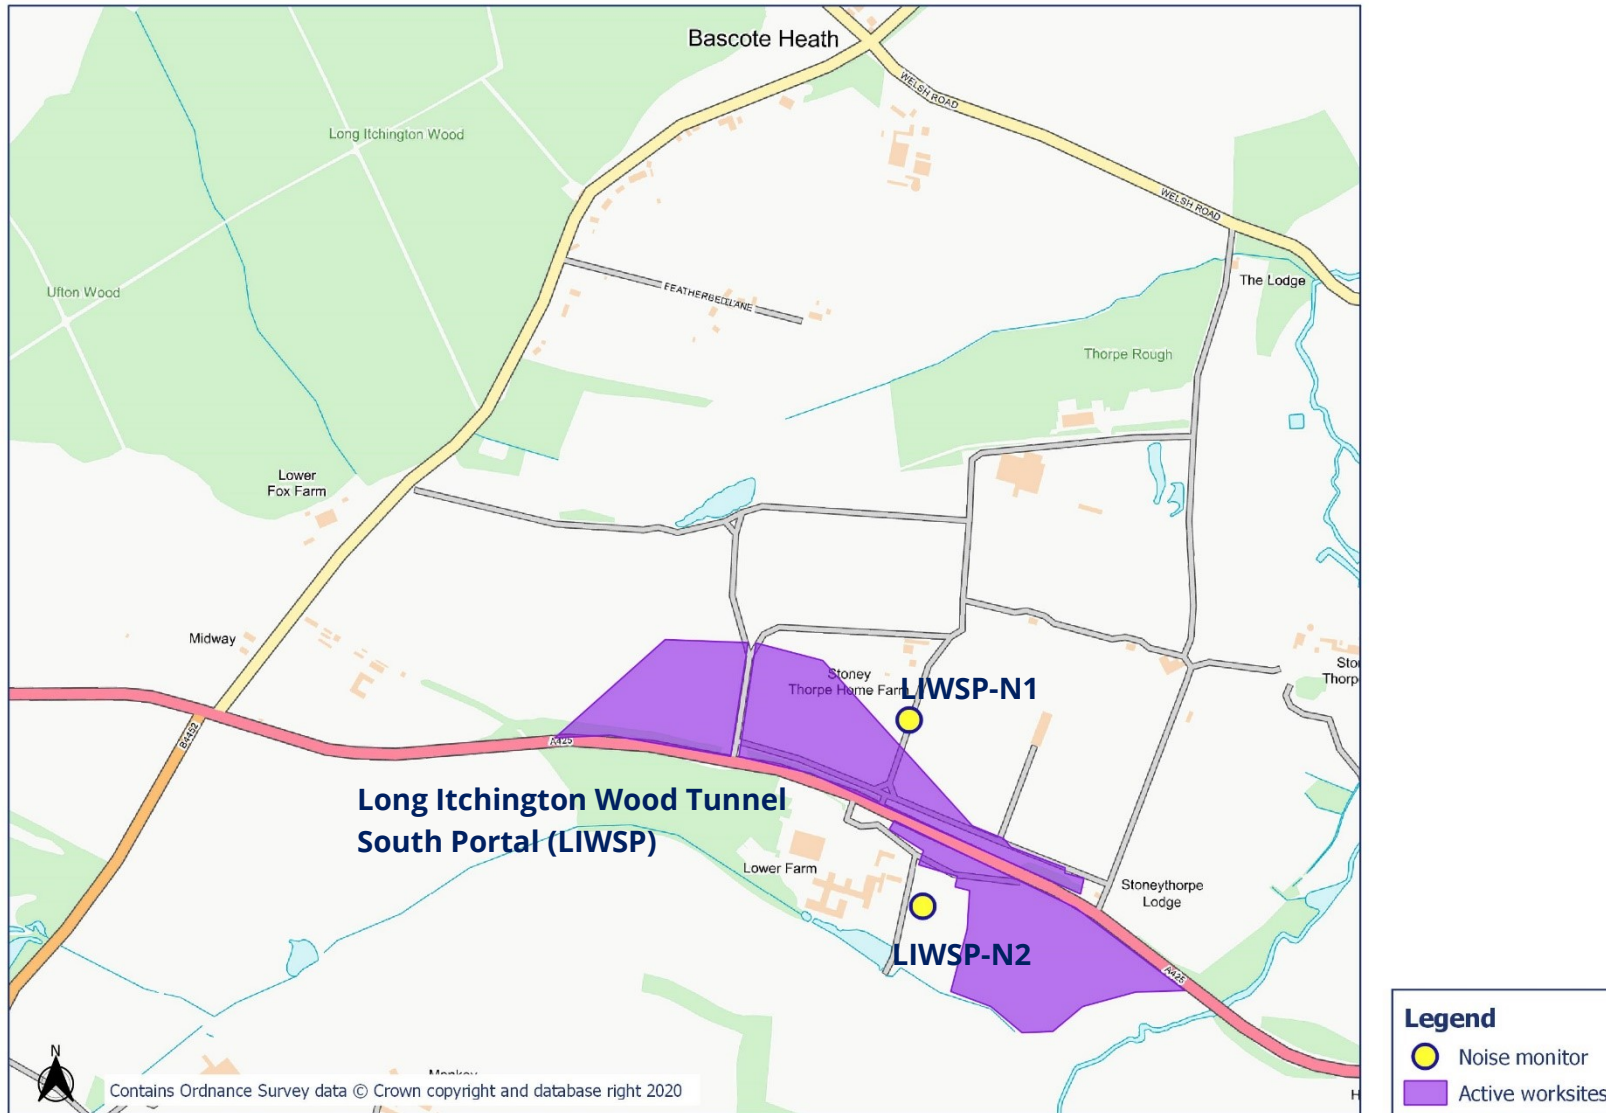 Bascote Heath
WELSH ROAD
Long Itchington Wood
WELSH ROAD
The Lodge
Ufton Wood
FEATHERBED LANE
Thorpe Rough
Lower
Fox Farm
Midway
Stoney
Thorpe Home Farm
LIWSP-N1
B4452
A425
Long Itchington Wood Tunnel
South Portal (LIWSP)
Lower Farm
Stoneythorpe
Lodge
LIWSP-N2
A425
N
Contains Ordnance Survey data © Crown copyright and database right 2020
Legend
Noise monitor
Active worksites